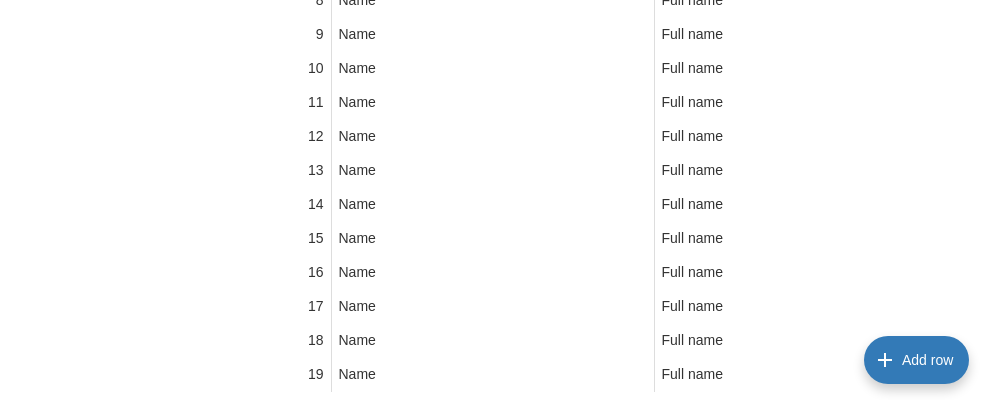 8 Name Full name
9 Name Full name
10 Name Full name
11 Name Full name
12 Name Full name
13 Name Full name
14 Name Full name
15 Name Full name
16 Name Full name
17 Name Full name
18 Name Full name
19 Name Full name
Add row